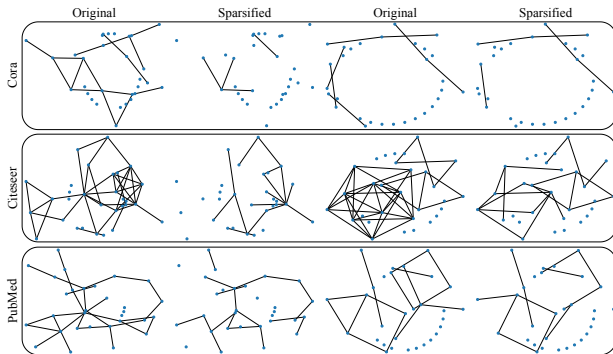 Original Sparsified Original Sparsified
Cora
Citeseer
PubMed